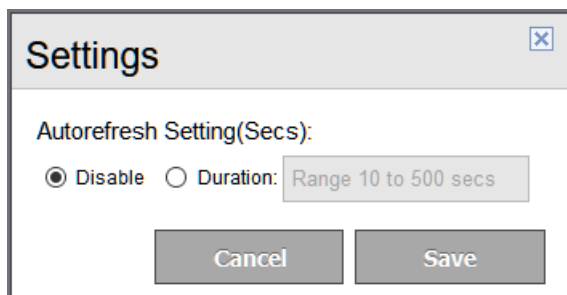 Settings
Autorefresh Setting(Secs):
Disable Duration: Range 10 to 500 secs
Cancel Save